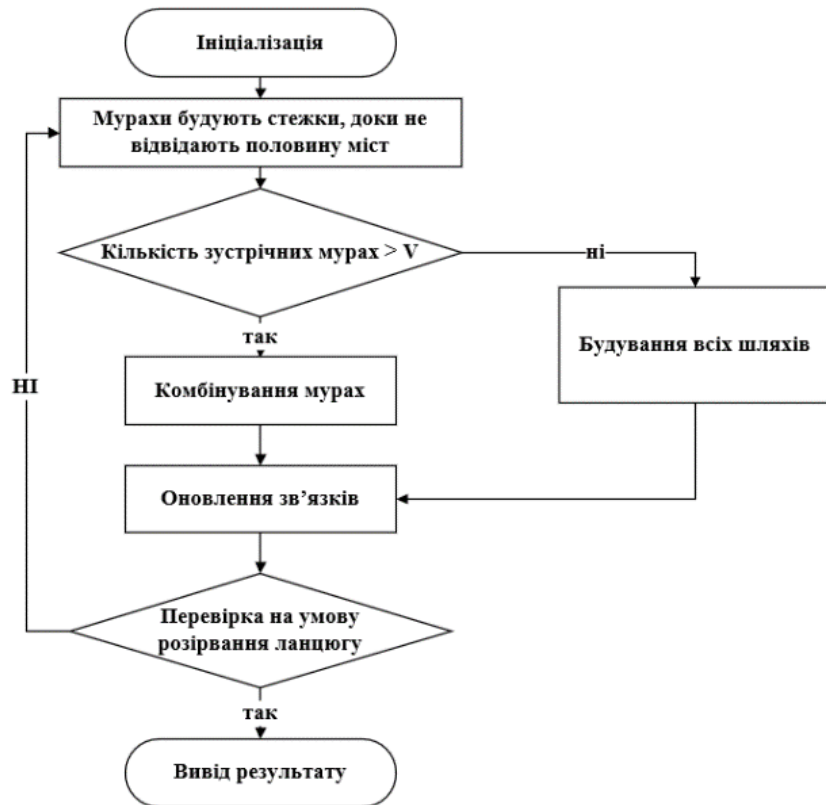 Ініціалізація
Мурахи будують стежки, доки не
відвідають половину міст
Кількість зустрічних мурах > V
ні
так
Будування всіх шляхів
Комбінування мурах
НІ
Оновлення зв’язків
Перевірка на умову
розірвання ланцюгу
так
Вивід результату